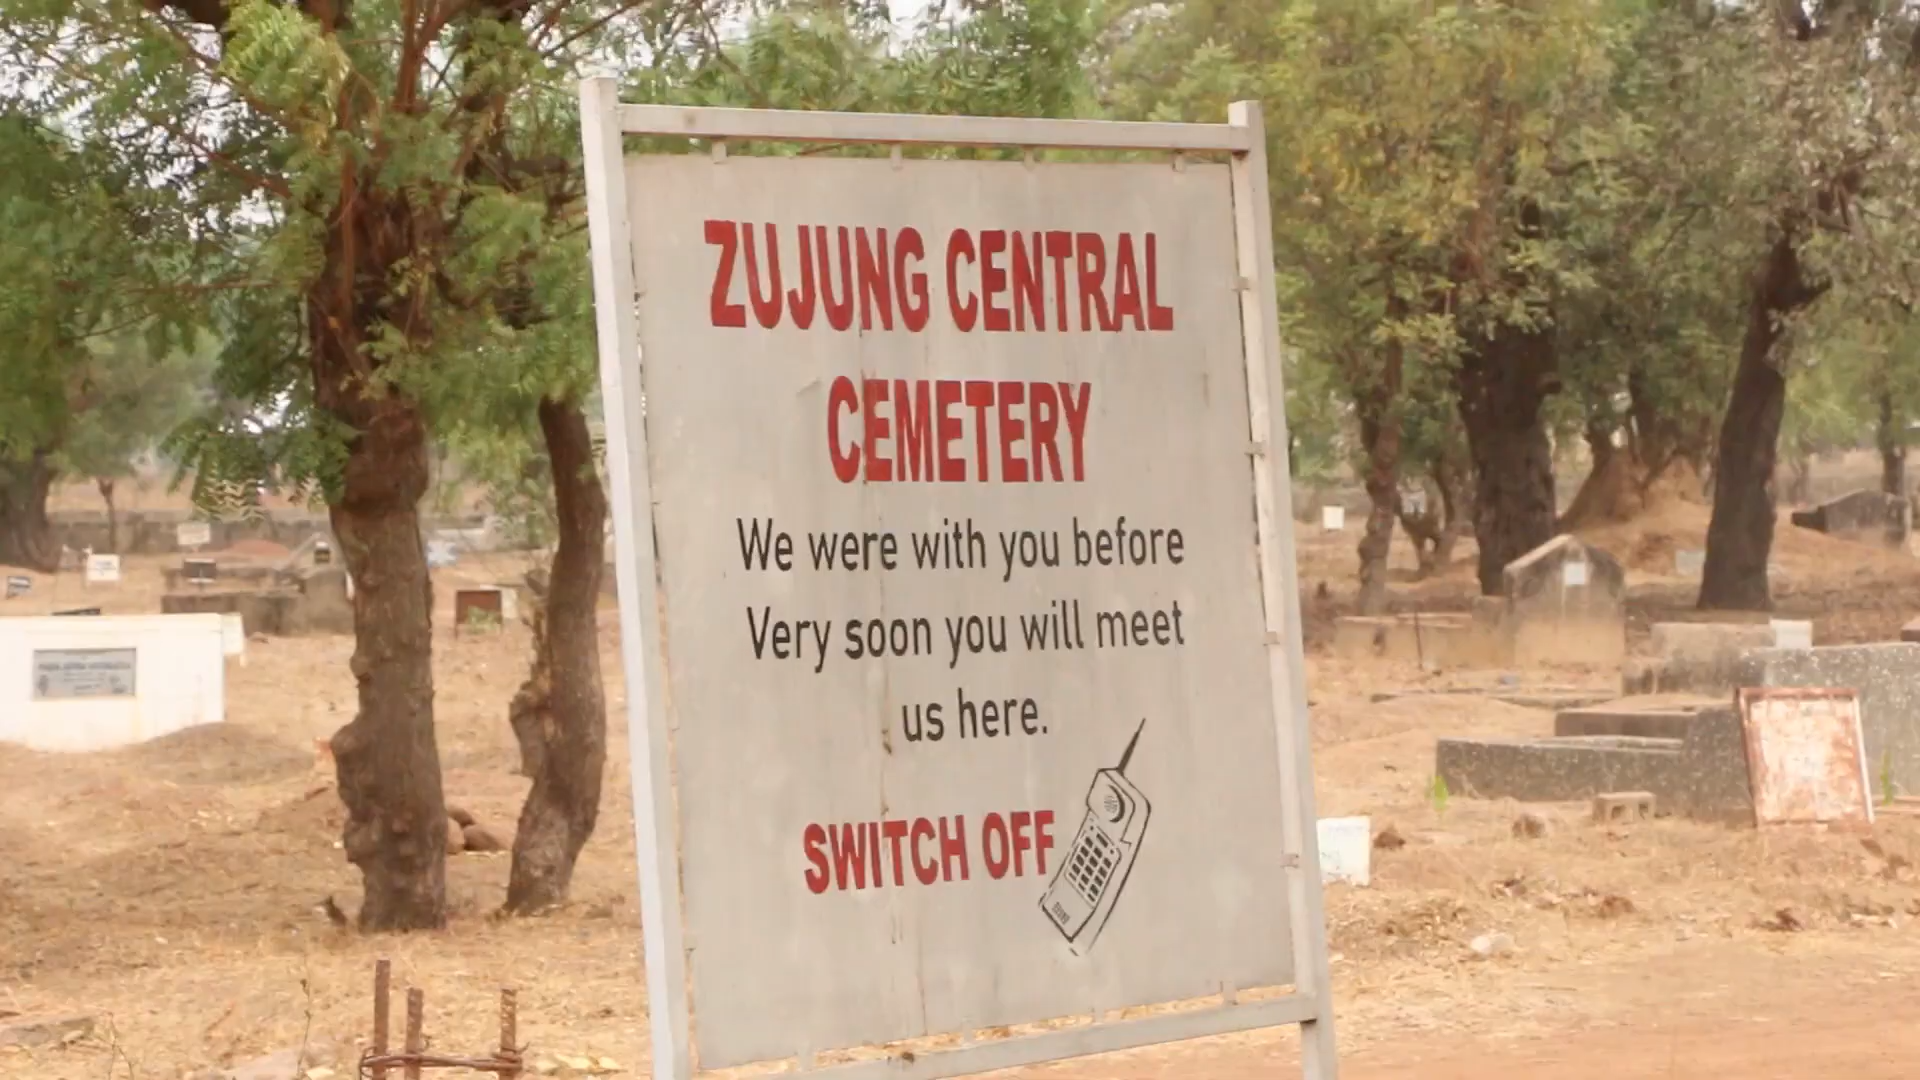 ZUJUNG CENTRAL
CEMETERY
We were with you before
Very soon you will meet
us here.
SWITCH OFF